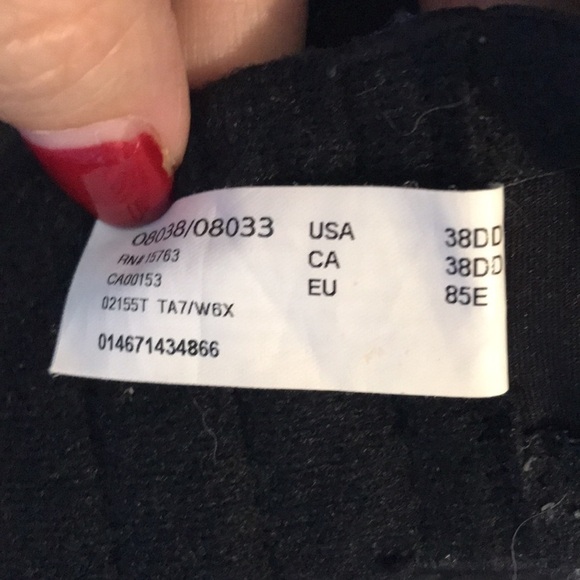 08038/08033
RN# 15763
CA00153
02155T TA7/W6X
014671434866
USA 38DD
CA 38DD
EU 85E